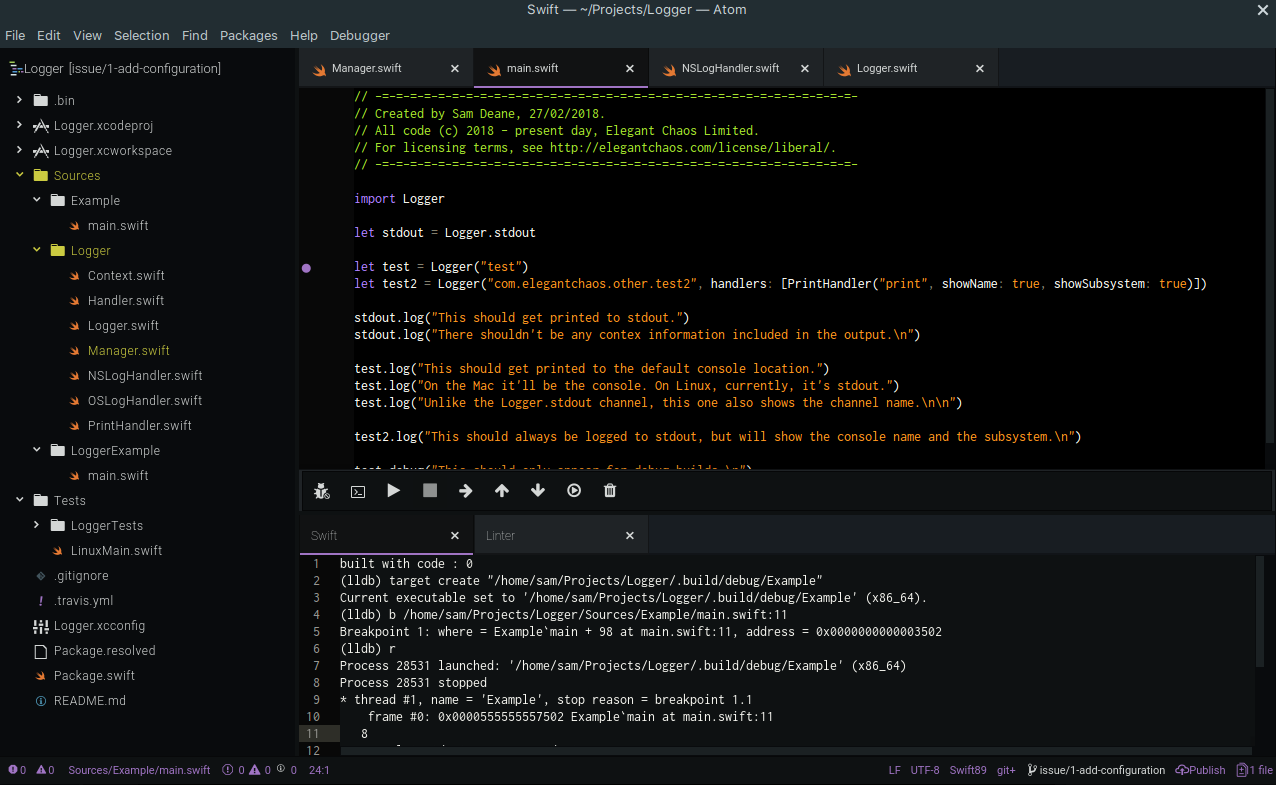 Swift — ~/Projects/Logger — Atom
File Edit View Selection Find Packages Help Debugger
Logger [issue/1-add-configuration]
.bin
Logger.xcodeproj
Logger.xcworkspace
Sources
Example
main.swift
Logger
Context.swift
Handler.swift
Logger.swift
Manager.swift
NSLogHandler.swift
OSLogHandler.swift
PrintHandler.swift
LoggerExample
main.swift
Tests
LoggerTests
LinuxMain.swift
.gitignore
.travis.yml
Logger.xcconfig
Package.resolved
Package.swift
README.md
Manager.swift main.swift NSLogHandler.swift Logger.swift
// -=-=-=-=-=-=-=-=-=-=-=-=-=-=-=-=-=-=-=-=-=-=-=-=-=-=-=-=-=-=-=-=-=-
// Created by Sam Deane, 27/02/2018.
// All code (c) 2018 - present day, Elegant Chaos Limited.
// For licensing terms, see http://elegantchaos.com/license/liberal/.
// -=-=-=-=-=-=-=-=-=-=-=-=-=-=-=-=-=-=-=-=-=-=-=-=-=-=-=-=-=-=-=-=-=-
import Logger
let stdout = Logger.stdout
let test = Logger("test")
let test2 = Logger("com.elegantchaos.other.test2", handlers: [PrintHandler("print", showName: true, showSubsystem: true)])
stdout.log("This should get printed to stdout.")
stdout.log("There shouldn't be any contex information included in the output.\n")
test.log("This should get printed to the default console location.")
test.log("On the Mac it'll be the console. On Linux, currently, it's stdout.")
test.log("Unlike the Logger.stdout channel, this one also shows the channel name.\n\n")
test2.log("This should always be logged to stdout, but will show the console name and the subsystem.\n")
test.debug("This should only appear for debug builds.\n")
Swift Linter
1 built with code : 0
2 (lldb) target create "/home/sam/Projects/Logger/.build/debug/Example"
3 Current executable set to '/home/sam/Projects/Logger/.build/debug/Example' (x86_64).
4 (lldb) b /home/sam/Projects/Logger/Sources/Example/main.swift:11
5 Breakpoint 1: where = Example`main + 98 at main.swift:11, address = 0x0000000000003502
6 (lldb) r
7 Process 28531 launched: '/home/sam/Projects/Logger/.build/debug/Example' (x86_64)
8 Process 28531 stopped
9 * thread #1, name = 'Example', stop reason = breakpoint 1.1
10 frame #0: 0x0000555555557502 Example`main at main.swift:11
11 8
12
0 0 Sources/Example/main.swift 0 0 0 24:1 LF UTF-8 Swift89 git+ issue/1-add-configuration Publish 1 file